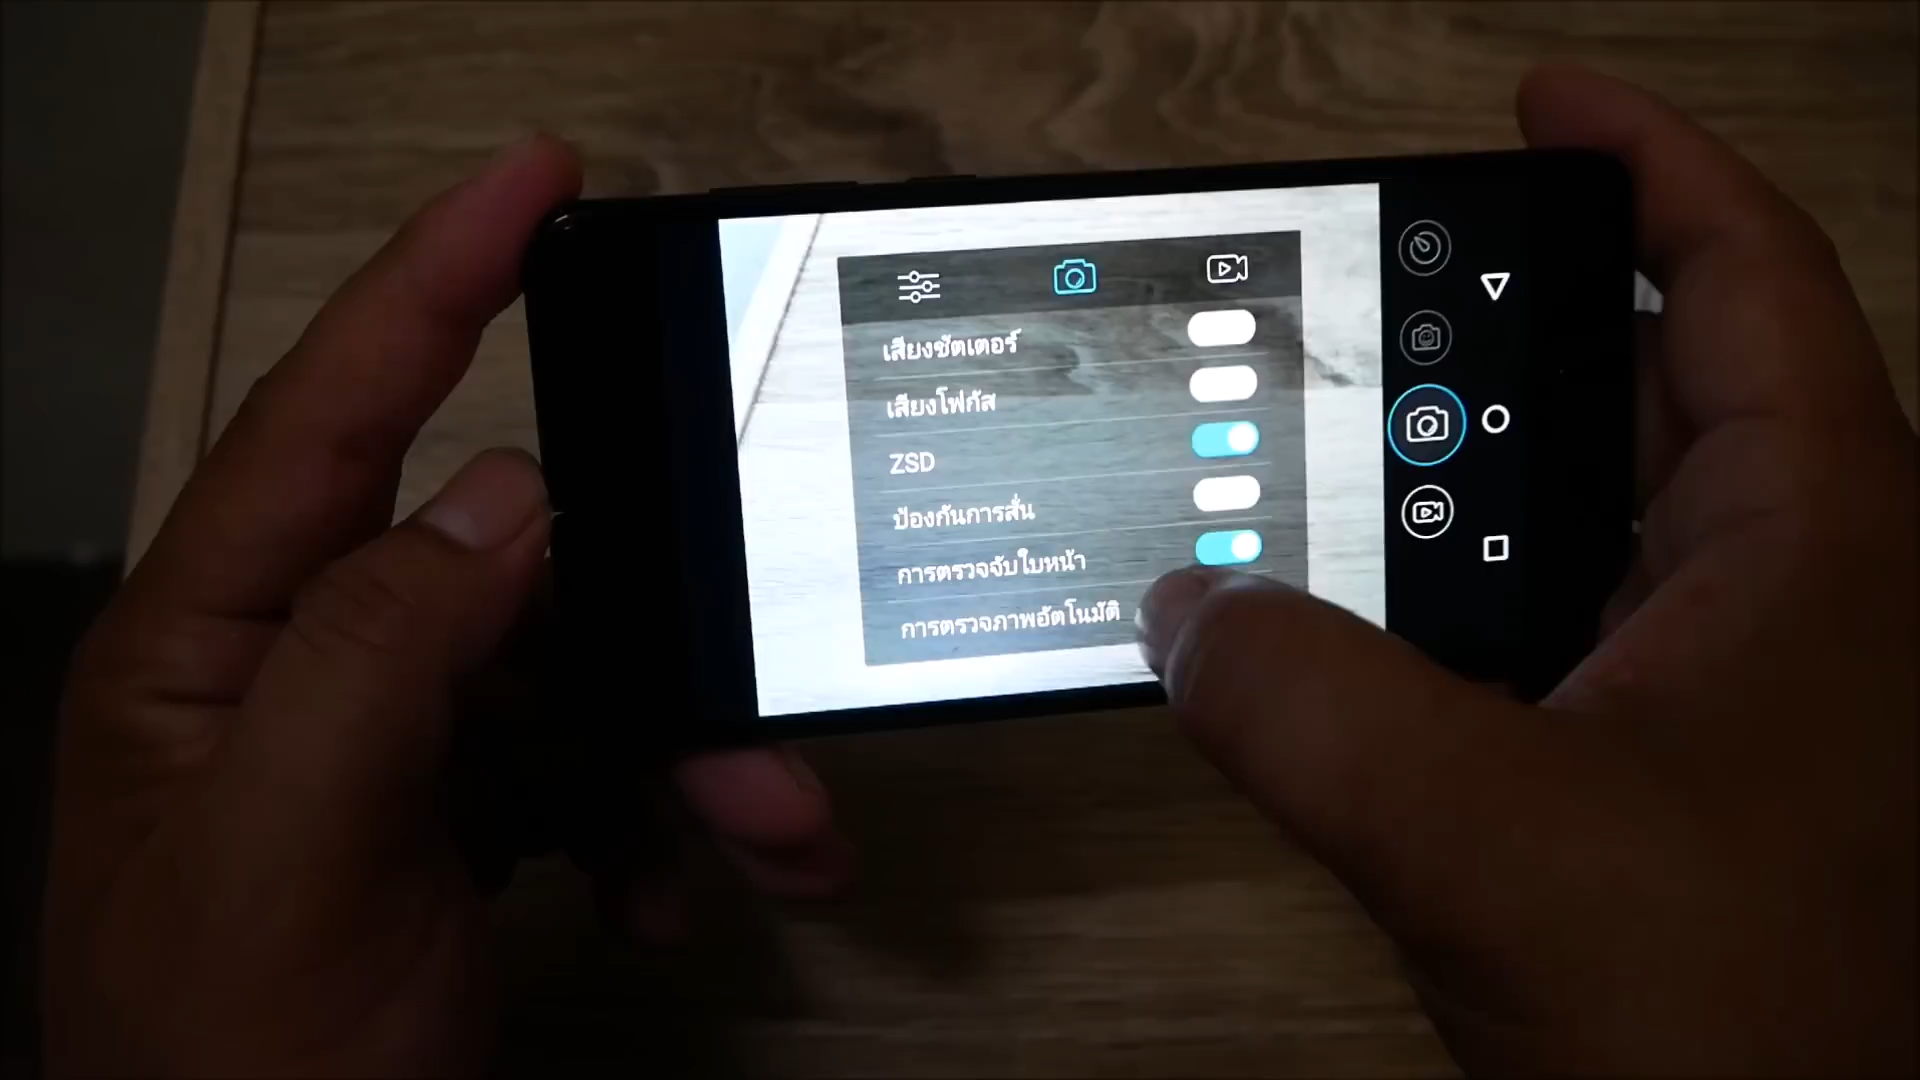 เสียงชัตเตอร์
เสียงโฟกัส
ZSD
ป้องกันการสั่น
การตรวจจับใบหน้า
การตรวจภาพอัตโนมัติ